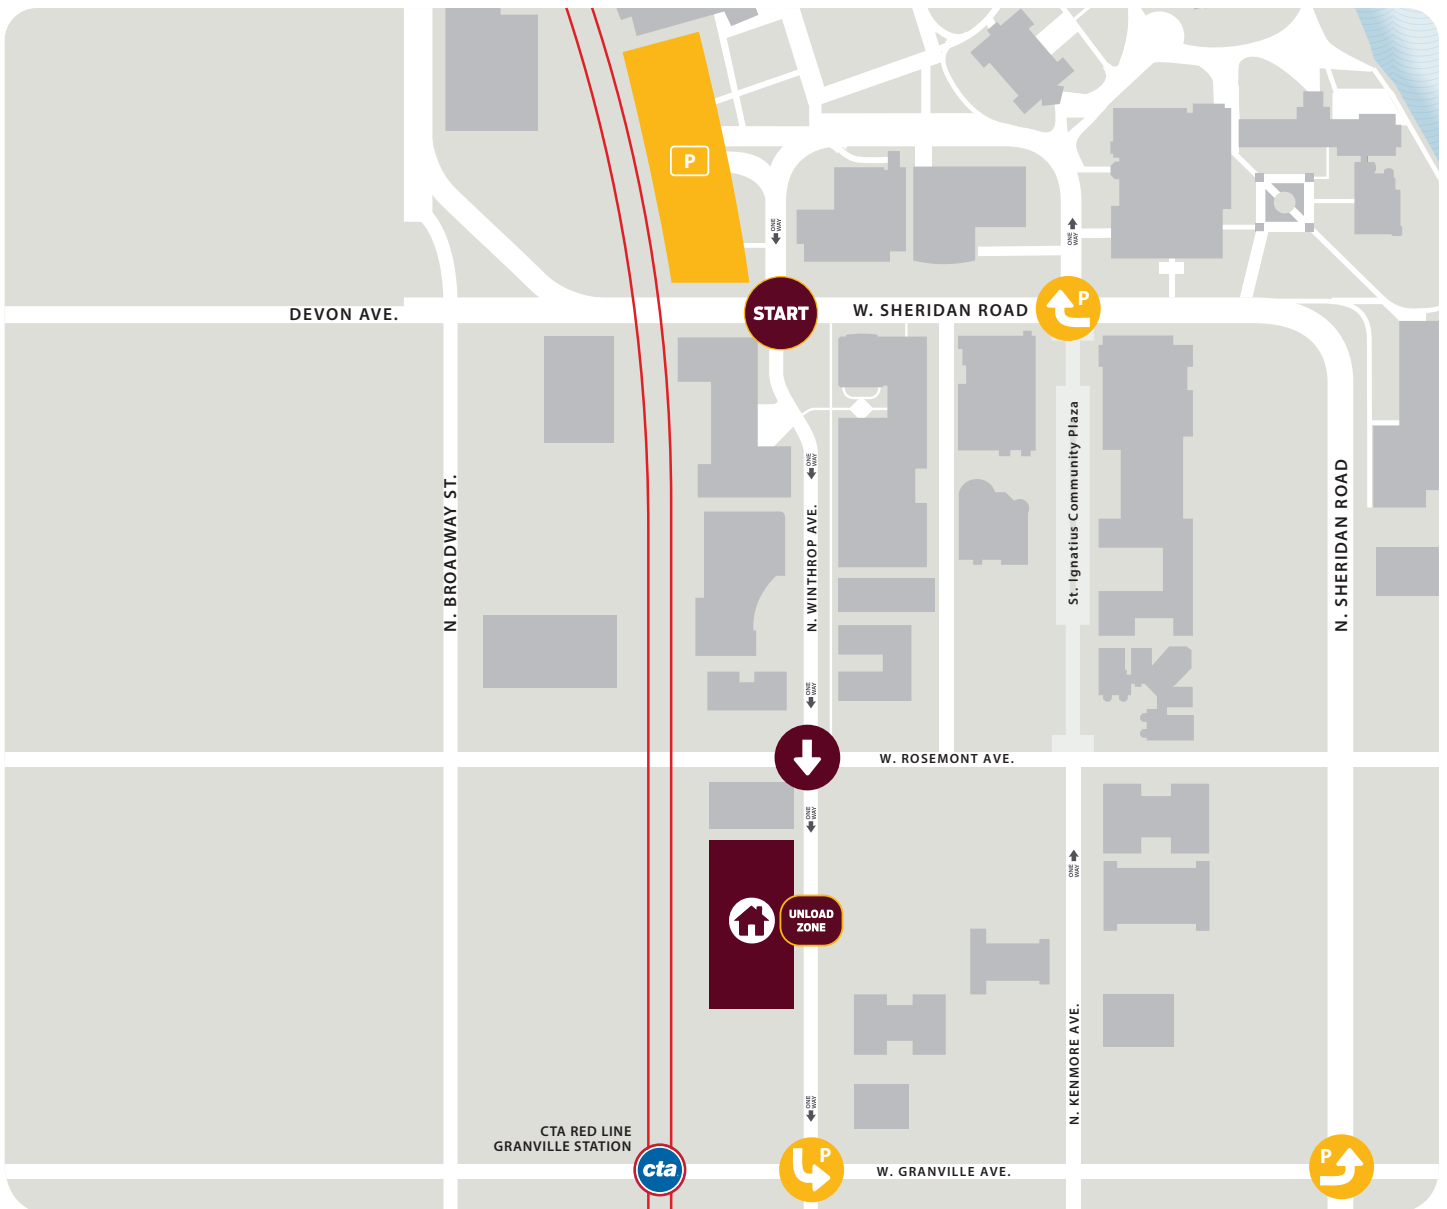 P
ONE WAY
ONE WAY
DEVON AVE.
START
W. SHERIDAN ROAD
P
St. Ignatius Community Plaza
ONE WAY
N. BROADWAY ST.
N. WINTHROP AVE.
N. SHERIDAN ROAD
ONE WAY
W. ROSEMONT AVE.
ONE WAY
ONE WAY
UNLOAD
ZONE
N. KENMORE AVE.
ONE WAY
CTA RED LINE
GRANVILLE STATION
cta
P
W. GRANVILLE AVE.
P